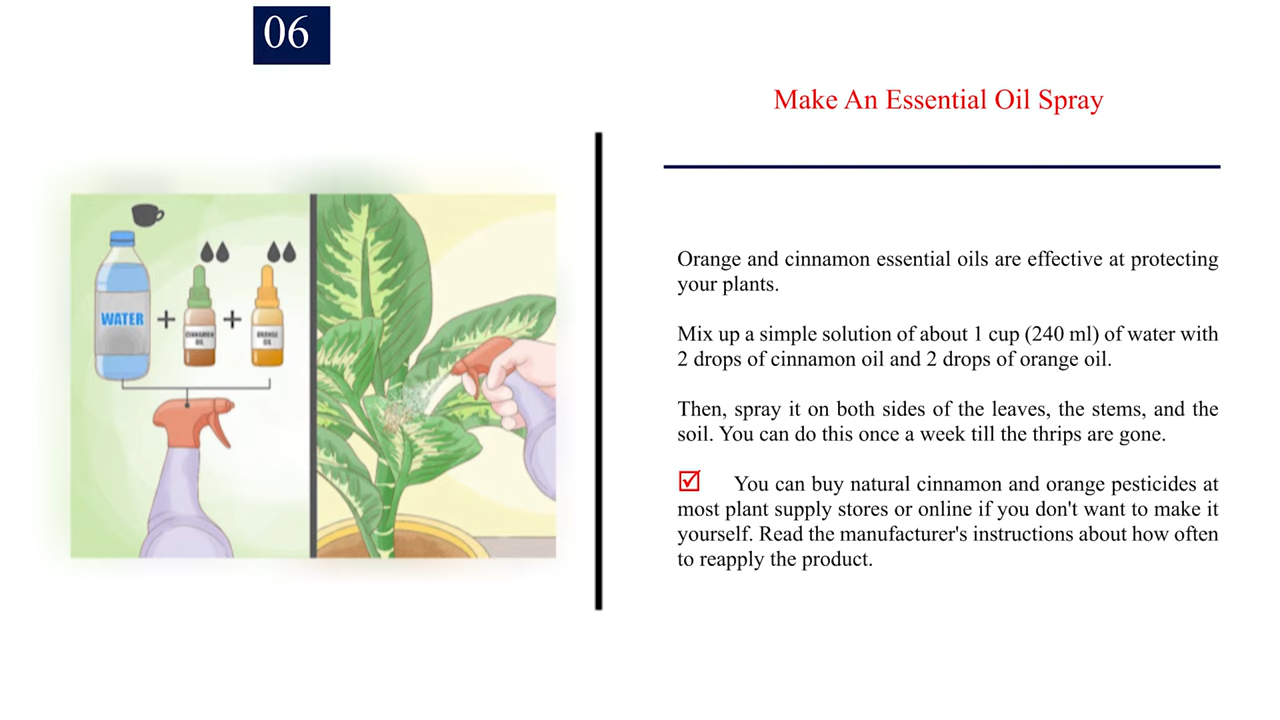 06
Make An Essential Oil Spray
WATER
CINNAMON
OIL
ORANGE
OIL
Orange and cinnamon essential oils are effective at protecting
your plants.
Mix up a simple solution of about 1 cup (240 ml) of water with
2 drops of cinnamon oil and 2 drops of orange oil.
Then, spray it on both sides of the leaves, the stems, and the
soil. You can do this once a week till the thrips are gone.
You can buy natural cinnamon and orange pesticides at
most plant supply stores or online if you don't want to make it
yourself. Read the manufacturer's instructions about how often
to reapply the product.